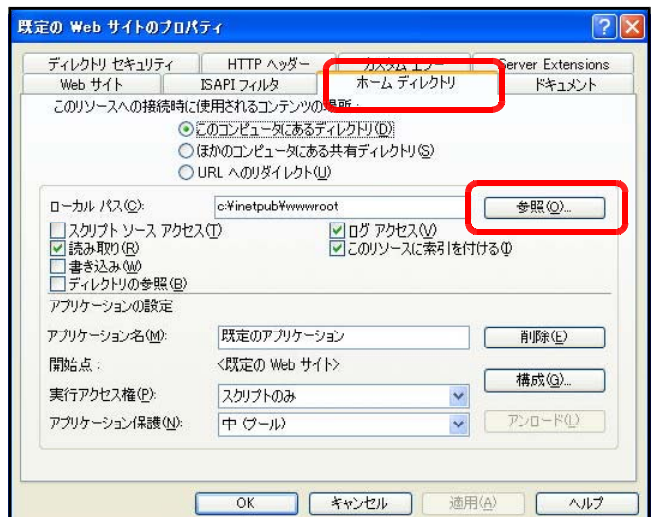 既定の Web サイトのプロパティ
ディレクトリ セキュリティ HTTP ヘッダー カスタム エラー Server Extensions
Web サイト ISAPI フィルタ ホーム ディレクトリ ドキュメント
このリソースへの接続時に使用されるコンテンツの場所 :
このコンピュータにあるディレクトリ(D)
ほかのコンピュータにある共有ディレクトリ(S)
URL へのリダイレクト(U)
ローカル パス(C): c:¥inetpub¥wwwroot 参照(O)...
スクリプト ソース アクセス(T) ログ アクセス(V)
読み取り(R) このリソースに索引を付ける(I)
書き込み(W)
ディレクトリの参照(B)
アプリケーションの設定
アプリケーション名(M): 既定のアプリケーション 削除(E)
開始点 : <既定の Web サイト>
構成(G)...
実行アクセス権(P): スクリプトのみ
アプリケーション保護(N): 中 (プール) アンロード(L)
OK キャンセル 適用(A) ヘルプ